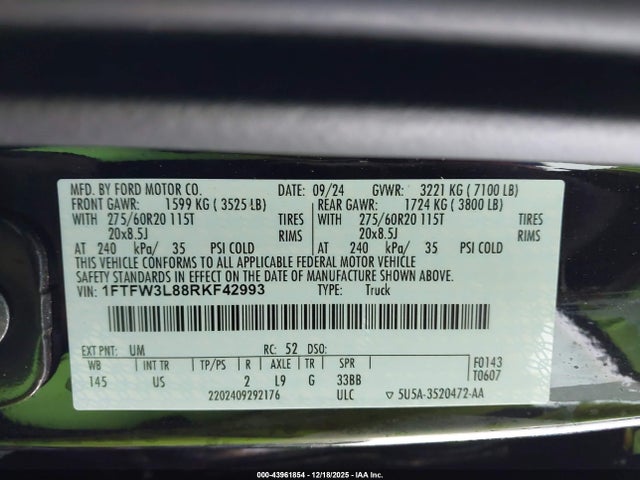 MFD. BY FORD MOTOR CO. DATE: 09/24 GVWR: 3221 KG ( 7100 LB)
FRONT GAWR: 1599 KG ( 3525 LB) REAR GAWR: 1724 KG ( 3800 LB)
WITH 275/60R20 115T TIRES WITH 275/60R20 115T TIRES
20x8.5J RIMS 20x8.5J RIMS
AT 240 kPa/ 35 PSI COLD AT 240 kPa/ 35 PSI COLD
THIS VEHICLE CONFORMS TO ALL APPLICABLE FEDERAL MOTOR VEHICLE
SAFETY STANDARDS IN EFFECT ON THE DATE OF MANUFACTURE SHOWN ABOVE.
VIN: 1FTFW3L88RKF42993 TYPE: Truck
EXT PNT: UM RC: 52 DSO:
WB INT TR TP/PS R AXLE TR SPR F0143
145 US 2 L9 G 33BB T0607
2202409292176 ULC ▽ 5U5A-3520472-AA
000-43961854 - 12/18/2025 - IAA Inc.